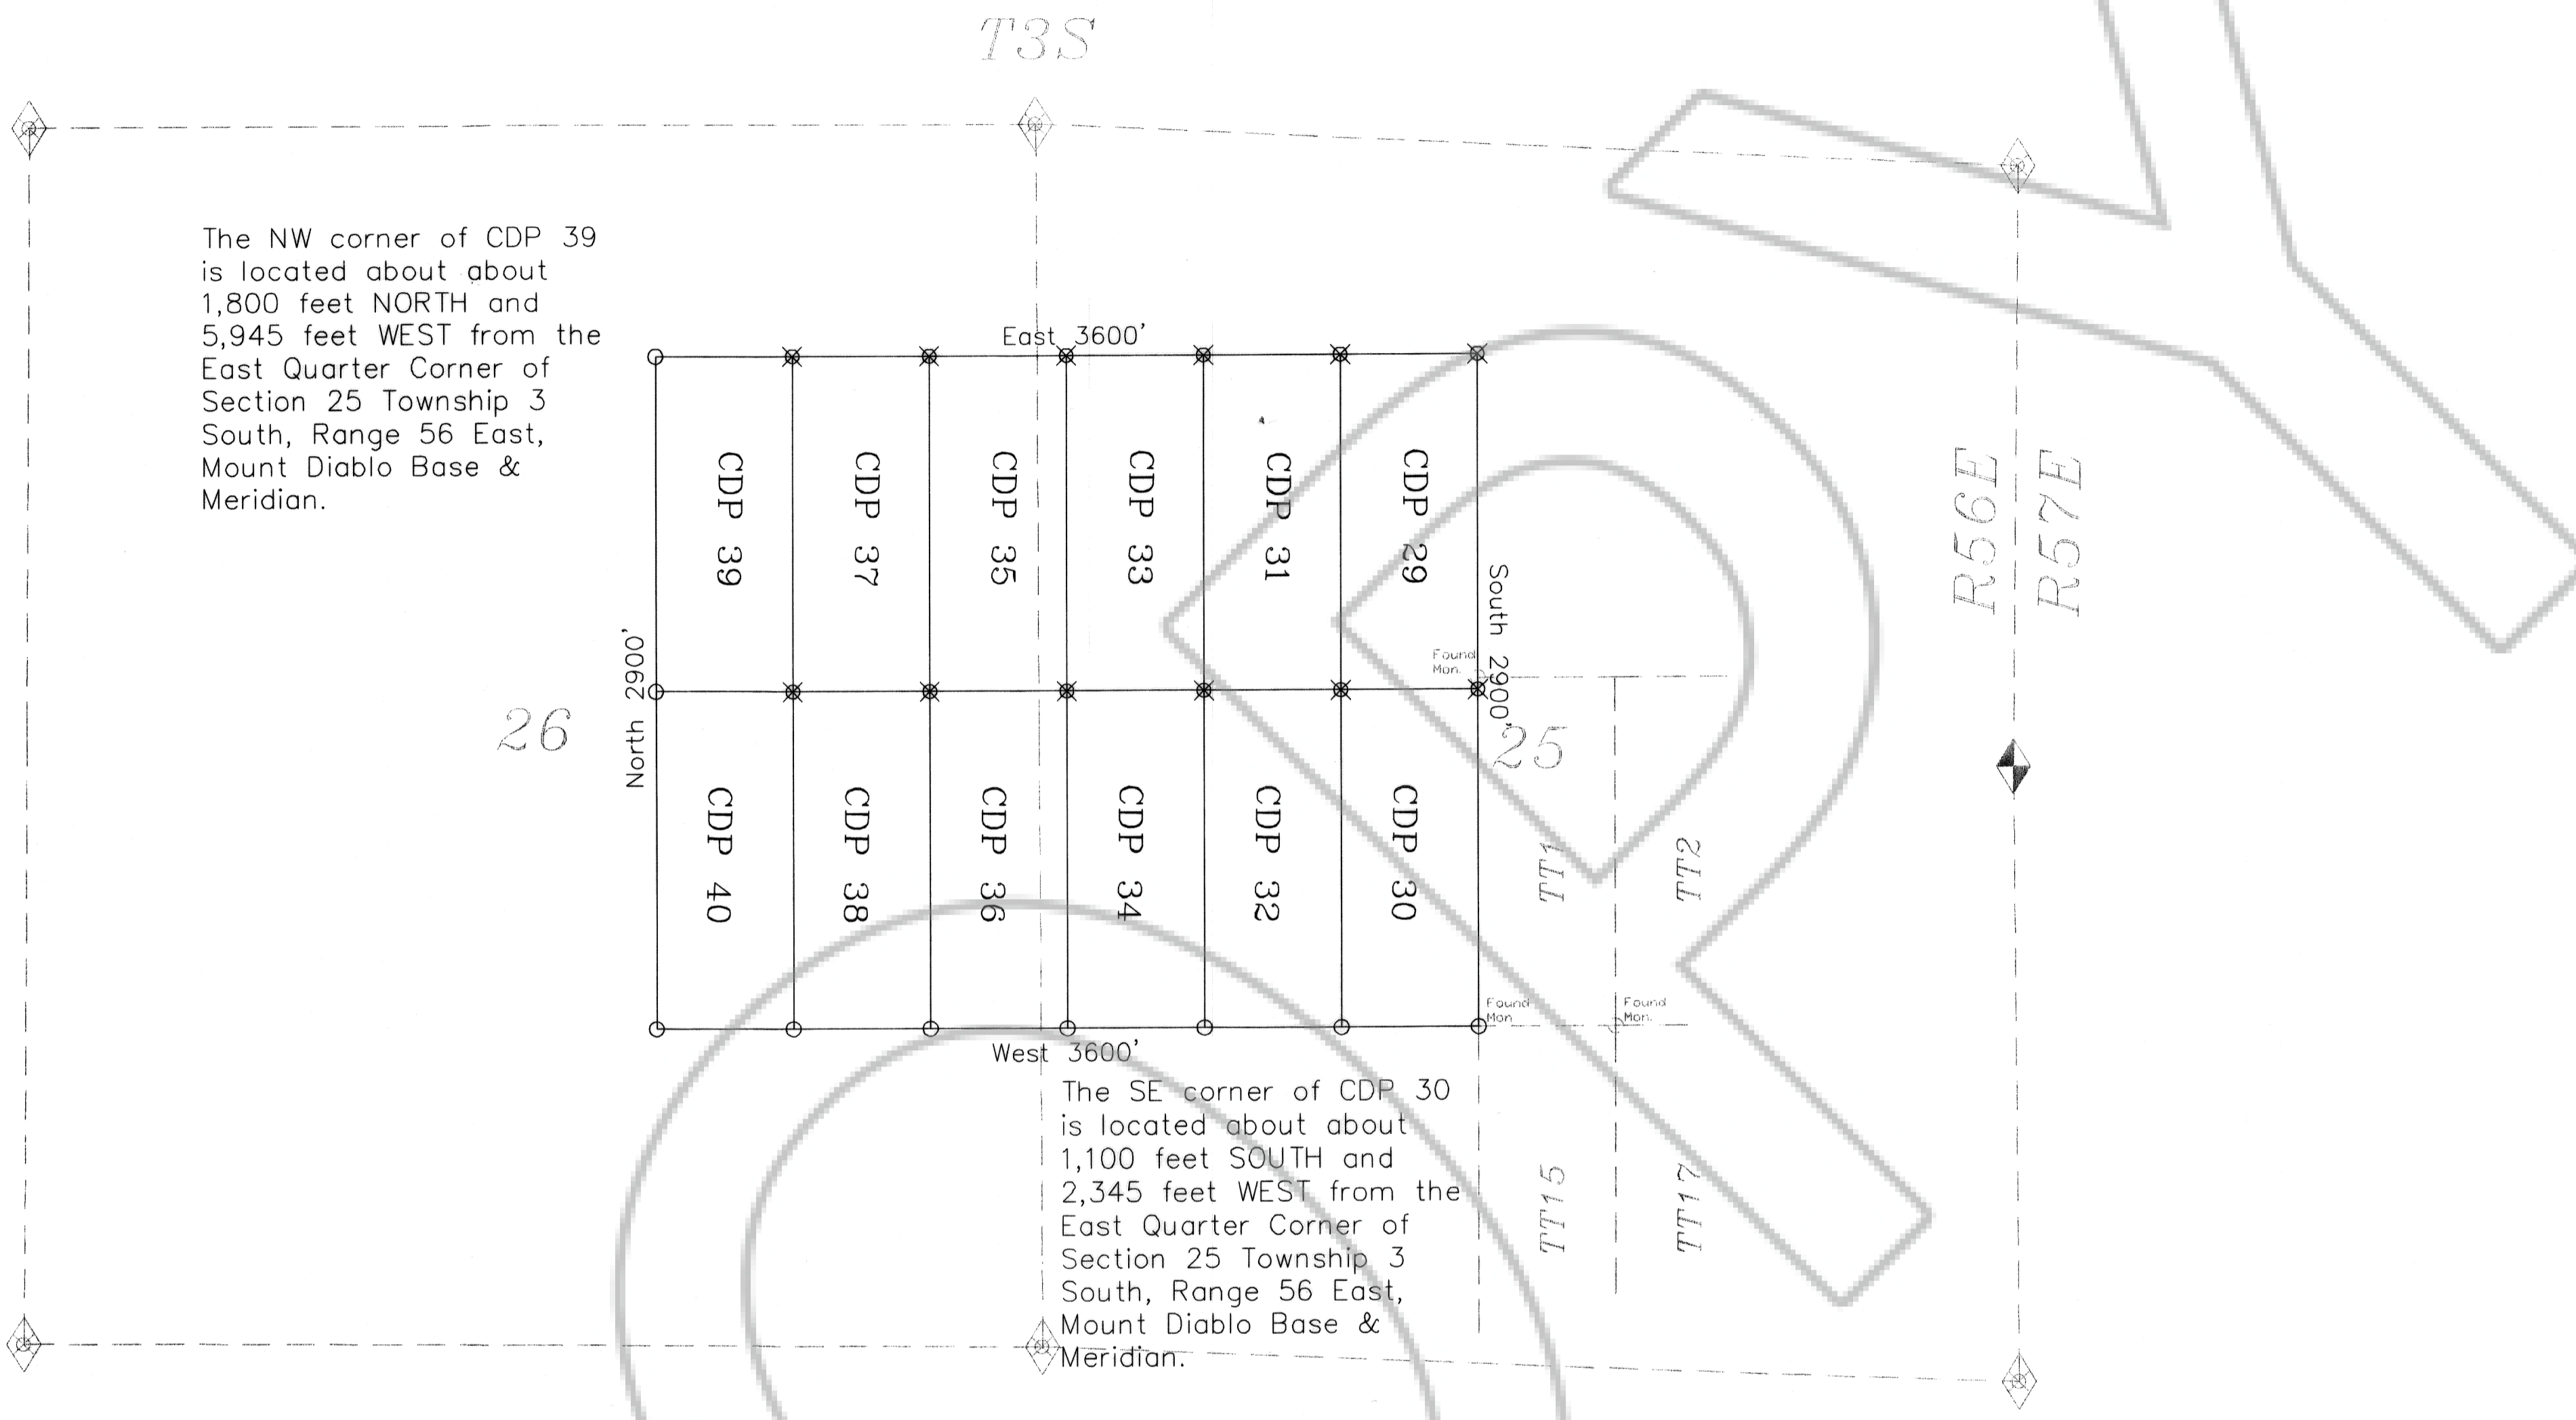 T3S
The NW corner of CDP 39
is located about about
1,800 feet NORTH and
5,945 feet WEST from the
East Quarter Corner of
Section 25 Township 3
South, Range 56 East,
Mount Diablo Base &
Meridian.
East 3600'
CDP 39
CDP 37
CDP 35
CDP 33
CDP 31
CDP 29
South 2900'
R56E
R57E
North 2900'
Found
Mon.
26
25
CDP 40
CDP 38
CDP 36
CDP 34
CDP 32
CDP 30
TT1
TT2
Found
Mon
Found
Mon.
West 3600'
The SE corner of CDP 30
is located about about
1,100 feet SOUTH and
2,345 feet WEST from the
East Quarter Corner of
Section 25 Township 3
South, Range 56 East,
Mount Diablo Base &
Meridian.
TT15
TT17